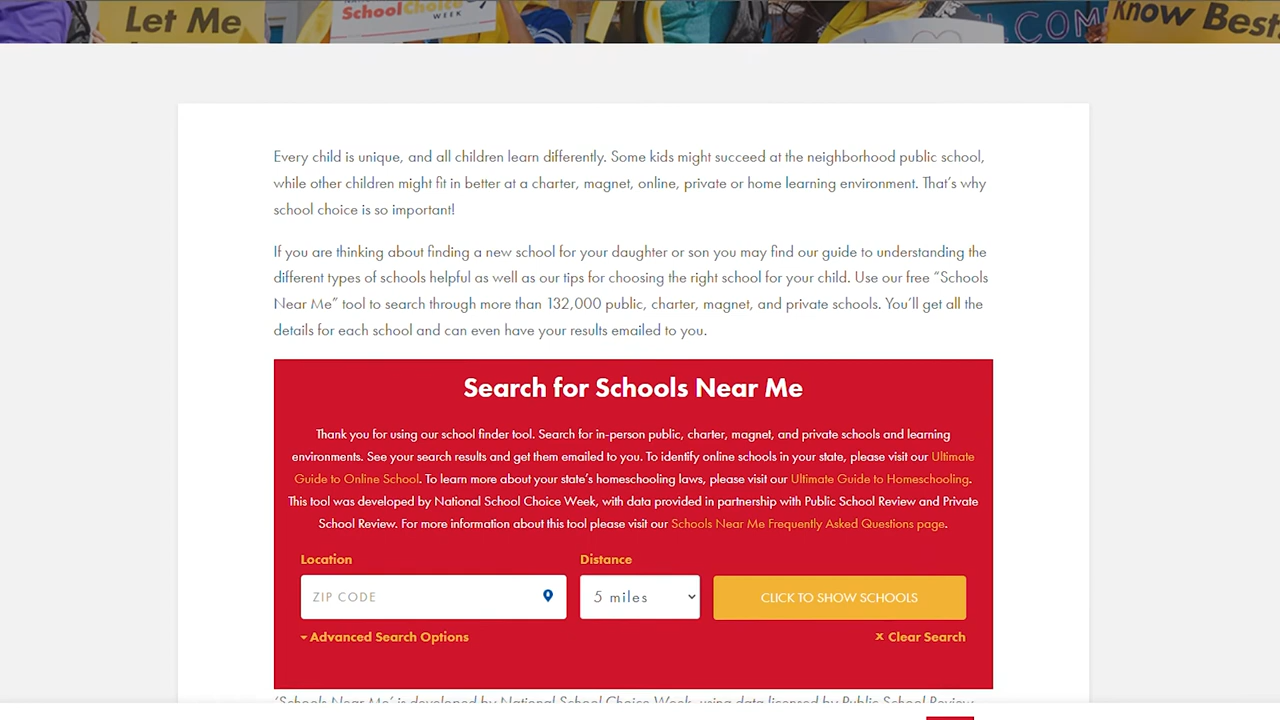 Let Me
SchoolChoice
WEEK
Know Best
Every child is unique, and all children learn differently. Some kids might succeed at the neighborhood public school,
while other children might fit in better at a charter, magnet, online, private or home learning environment. That’s why
school choice is so important!
If you are thinking about finding a new school for your daughter or son you may find our guide to understanding the
different types of schools helpful as well as our tips for choosing the right school for your child. Use our free “Schools
Near Me” tool to search through more than 132,000 public, charter, magnet, and private schools. You’ll get all the
details for each school and can even have your results emailed to you.
Search for Schools Near Me
Thank you for using our school finder tool. Search for in-person public, charter, magnet, and private schools and learning
environments. See your search results and get them emailed to you. To identify online schools in your state, please visit our Ultimate
Guide to Online School. To learn more about your state’s homeschooling laws, please visit our Ultimate Guide to Homeschooling.
This tool was developed by National School Choice Week, with data provided in partnership with Public School Review and Private
School Review. For more information about this tool please visit our Schools Near Me Frequently Asked Questions page.
Location
Distance
ZIP CODE
5 miles
CLICK TO SHOW SCHOOLS
Advanced Search Options
x Clear Search
‘Schools Near Me’ is developed by National School Choice Week, using data licensed by Public School Review